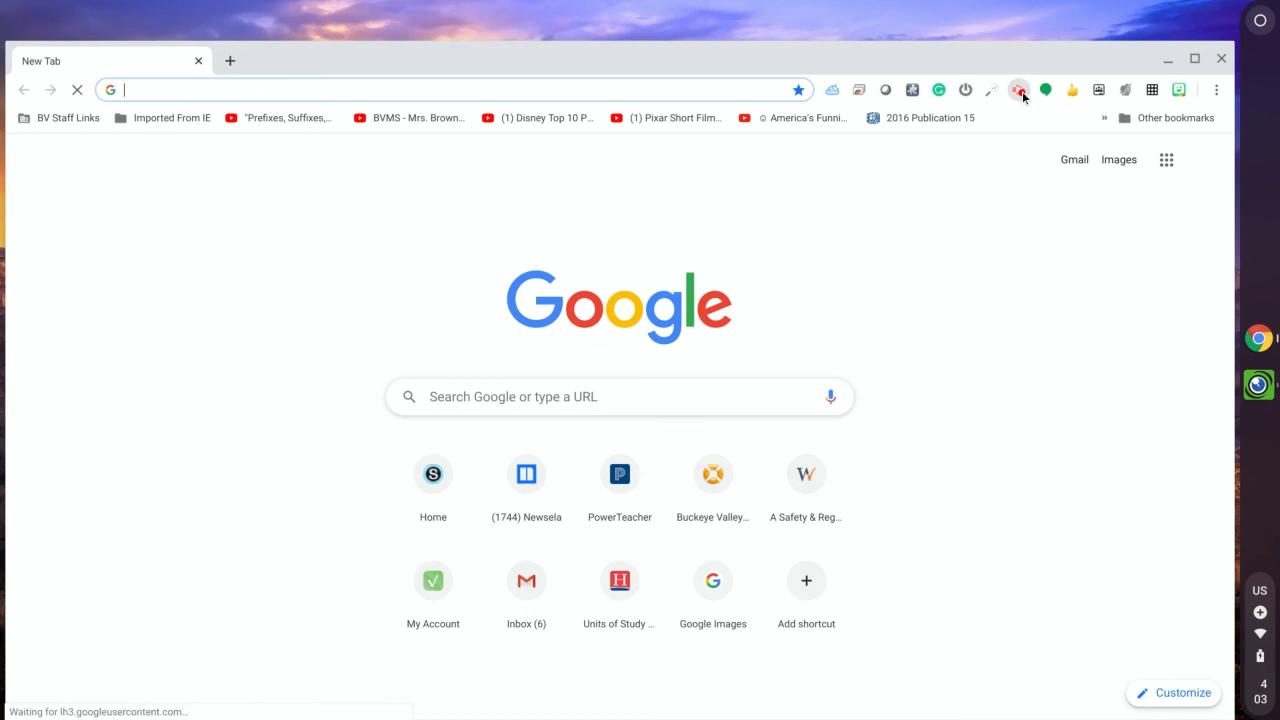 New Tab
BV Staff Links
Imported From IE
"Prefixes, Suffixes,...
BVMS - Mrs. Brown...
(1) Disney Top 10 P...
(1) Pixar Short Film...
☺ America's Funni...
2016 Publication 15
» Other bookmarks
Gmail Images
Google
Search Google or type a URL
Home
(1744) Newsela
PowerTeacher
Buckeye Valley...
A Safety & Reg...
My Account
Inbox (6)
Units of Study ...
Google Images
Add shortcut
Customize
Waiting for lh3.googleusercontent.com...
US
4
03